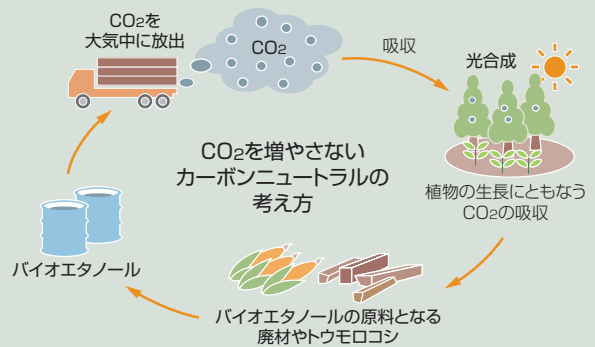 CO2を
大気中に放出
CO2
吸収
光合成
植物の生長にともなう
CO2の吸収
CO2を増やさない
カーボンニュートラルの
考え方
バイオエタノール
バイオエタノールの原料となる
廃材やトウモロコシ